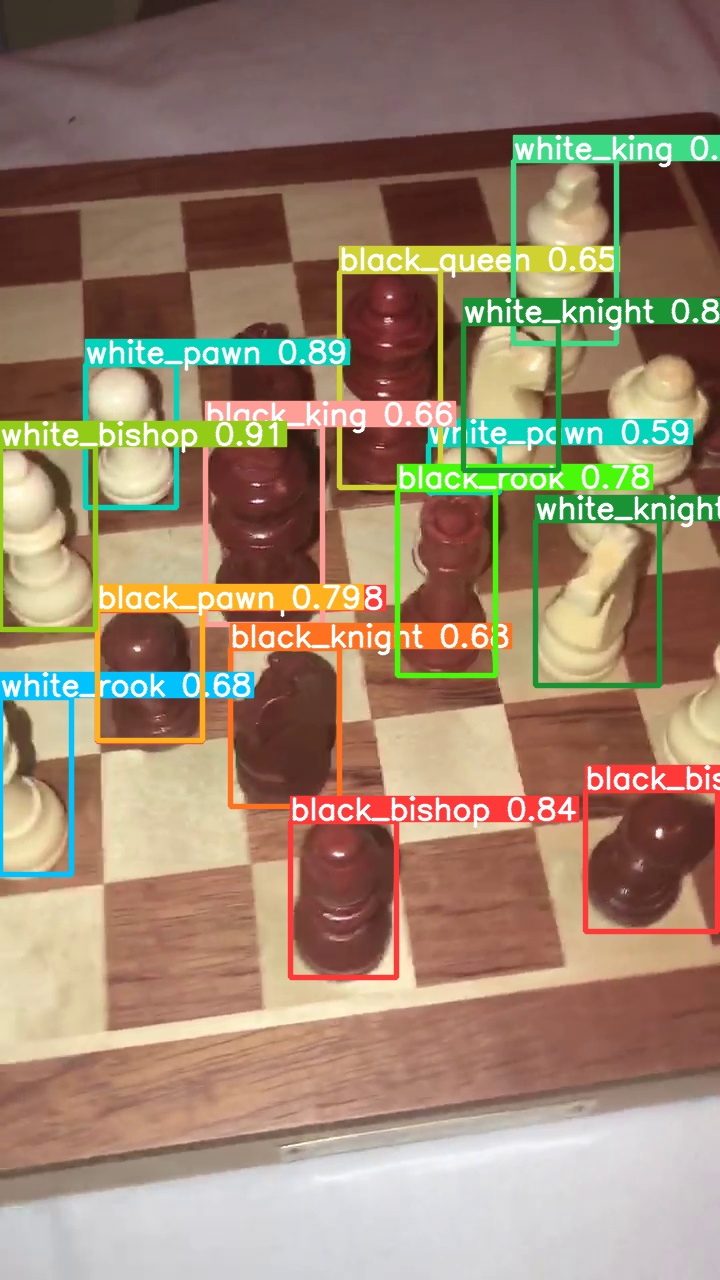 white_king 0.
black_queen 0.65
white_knight 0.8
white_pawn 0.89
black_king 0.66
white_bishop 0.91
white_pawn 0.59
black_rook 0.78
white_knight
black_pawn 0.798
black_knight 0.68
white_rook 0.68
black_bis
black_bishop 0.84